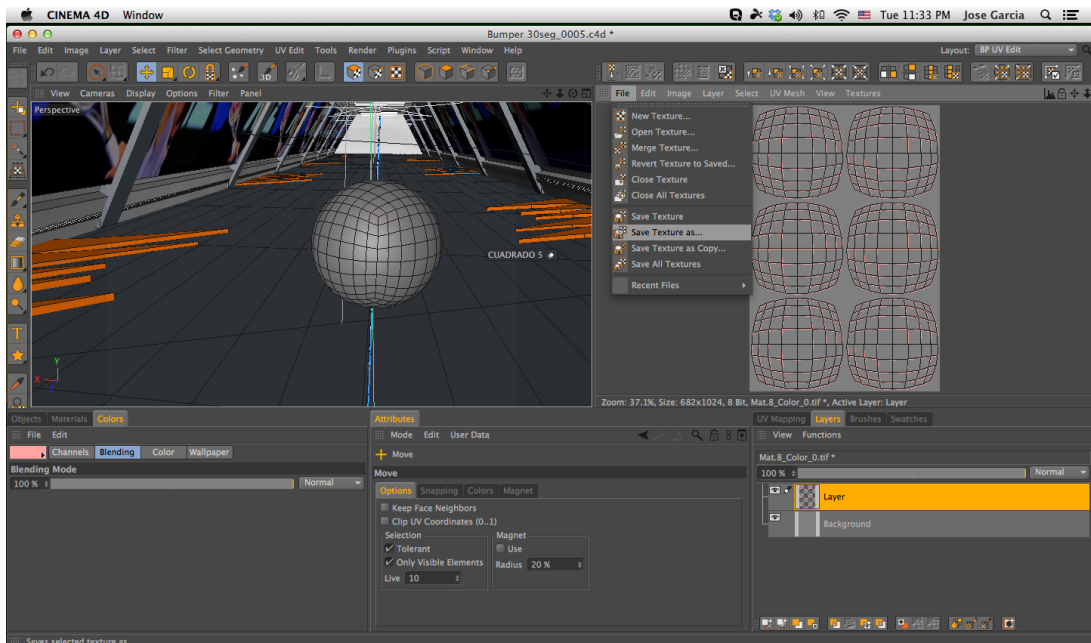 CINEMA 4D Window Tue 11:33 PM Jose Garcia
Bumper 30seg_0005.c4d *
File Edit Image Layer Select Filter Select Geometry UV Edit Tools Render Plugins Script Window Help Layout: BP UV Edit
View Cameras Display Options Filter Panel
File Edit Image Layer Select UV Mesh View Textures
Perspective
New Texture...
Open Texture...
Merge Texture...
Revert Texture to Saved...
Close Texture
Close All Textures
Save Texture
Save Texture as...
Save Texture as Copy...
Save All Textures
Recent Files
CUADRADO 5
Y
X
Z
Zoom: 37.1%, Size: 682x1024, 8 Bit, Mat.8_Color_0.tif *, Active Layer: Layer
Objects Materials Colors
File Edit
Channels Blending Color Wallpaper
Blending Mode
100 % Normal
Attributes
Mode Edit User Data
Move
Move
Options Snapping Colors Magnet
Keep Face Neighbors
Clip UV Coordinates (0..1)
Selection Magnet
Tolerant Use
Only Visible Elements Radius 20 %
Live 10
UV Mapping Layers Brushes Swatches
View Functions
Mat.8_Color_0.tif *
100 % Normal
Layer
Background
Saves selected texture as